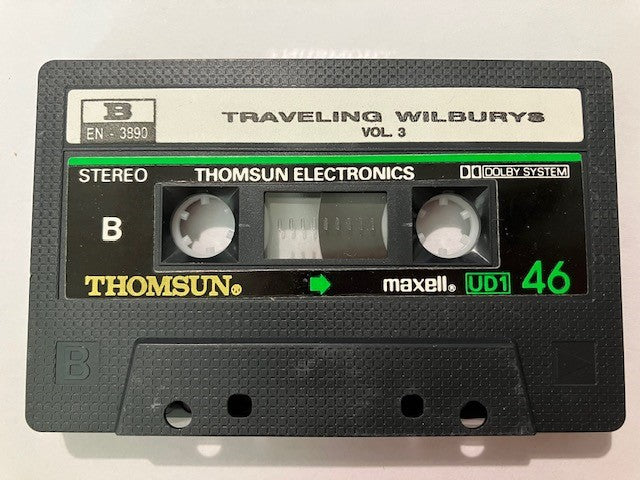 B
EN - 3890
TRAVELING WILBURYS
VOL. 3
STEREO
THOMSUN ELECTRONICS
DOLBY SYSTEM
B
THOMSUN®
maxell®
UD1
46
B